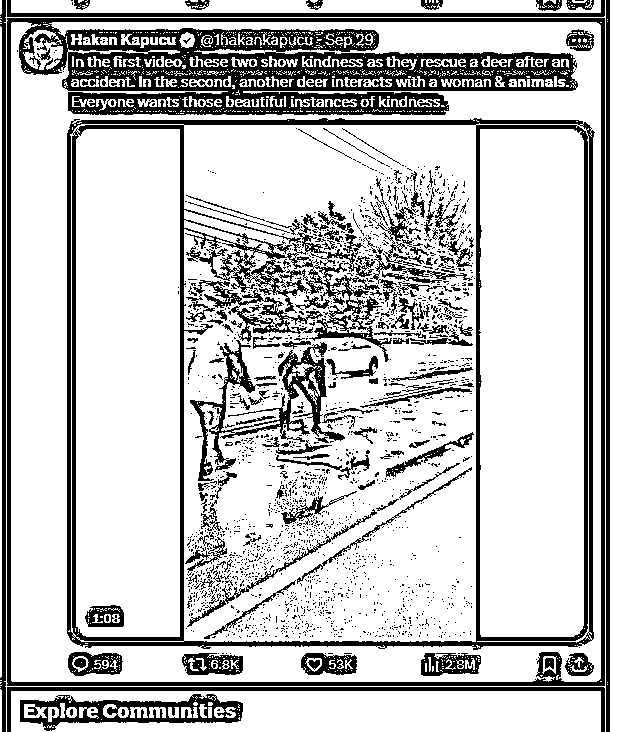 Hakan Kapucu @1hakankapucu · Sep 29
In the first video, these two show kindness as they rescue a deer after an
accident. In the second, another deer interacts with a woman & animals.
Everyone wants those beautiful instances of kindness.
1:08
594 6.8K 53K 2.8M
Explore Communities